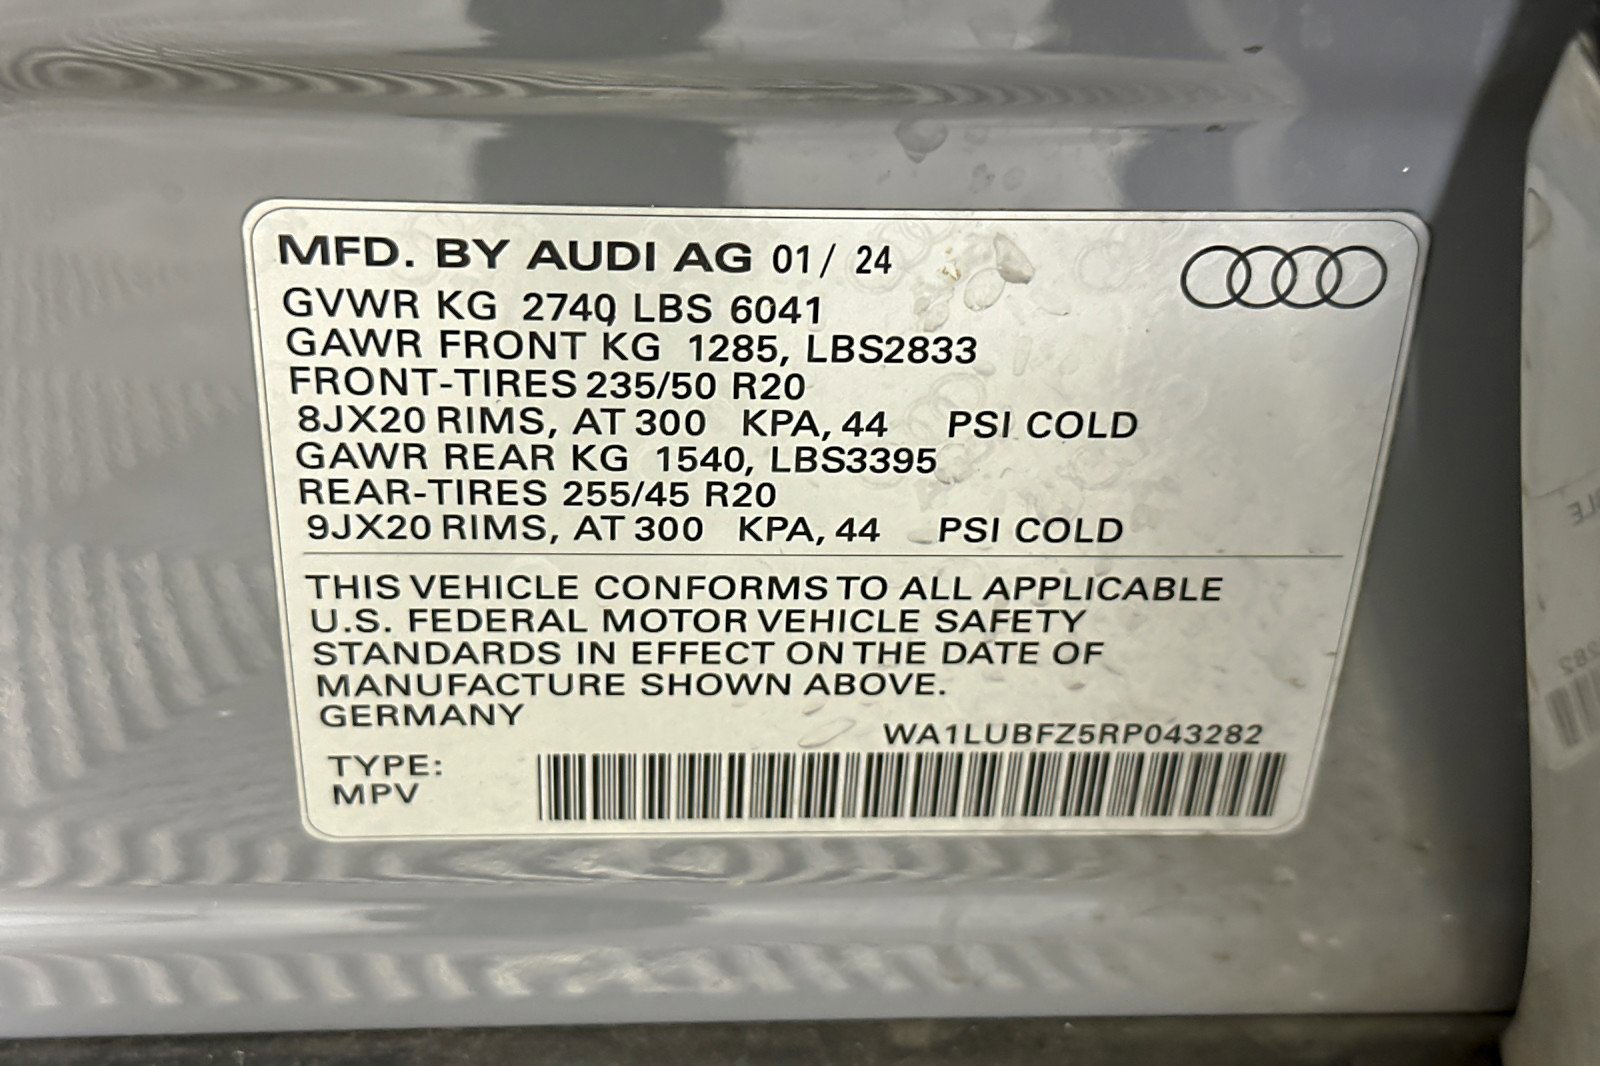 MFD. BY AUDI AG 01/ 24
GVWR KG 2740 LBS 6041
GAWR FRONT KG 1285, LBS2833
FRONT-TIRES 235/50 R20
8JX20 RIMS, AT 300 KPA, 44 PSI COLD
GAWR REAR KG 1540, LBS3395
REAR-TIRES 255/45 R20
9JX20 RIMS, AT 300 KPA, 44 PSI COLD
THIS VEHICLE CONFORMS TO ALL APPLICABLE
U.S. FEDERAL MOTOR VEHICLE SAFETY
STANDARDS IN EFFECT ON THE DATE OF
MANUFACTURE SHOWN ABOVE.
GERMANY
WA1LUBFZ5RP043282
TYPE:
MPV